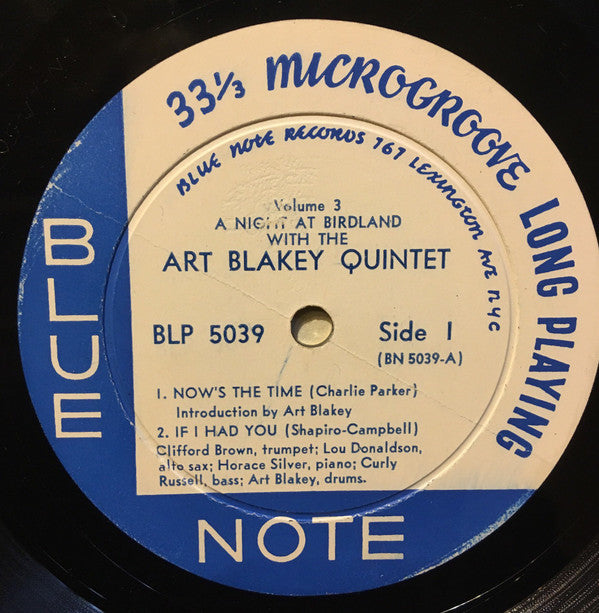 33⅓ MICROGROOVE LONG PLAYING
BLUE NOTE RECORDS 767 LEXINGTON AVE NYC
Volume 3
A NIGHT AT BIRDLAND
WITH THE
ART BLAKEY QUINTET
BLP 5039
Side 1
(BN 5039-A)
1. NOW'S THE TIME (Charlie Parker)
Introduction by Art Blakey
2. IF I HAD YOU (Shapiro-Campbell)
Clifford Brown, trumpet; Lou Donaldson,
alto sax; Horace Silver, piano; Curly
Russell, bass; Art Blakey, drums.
BLUE
NOTE